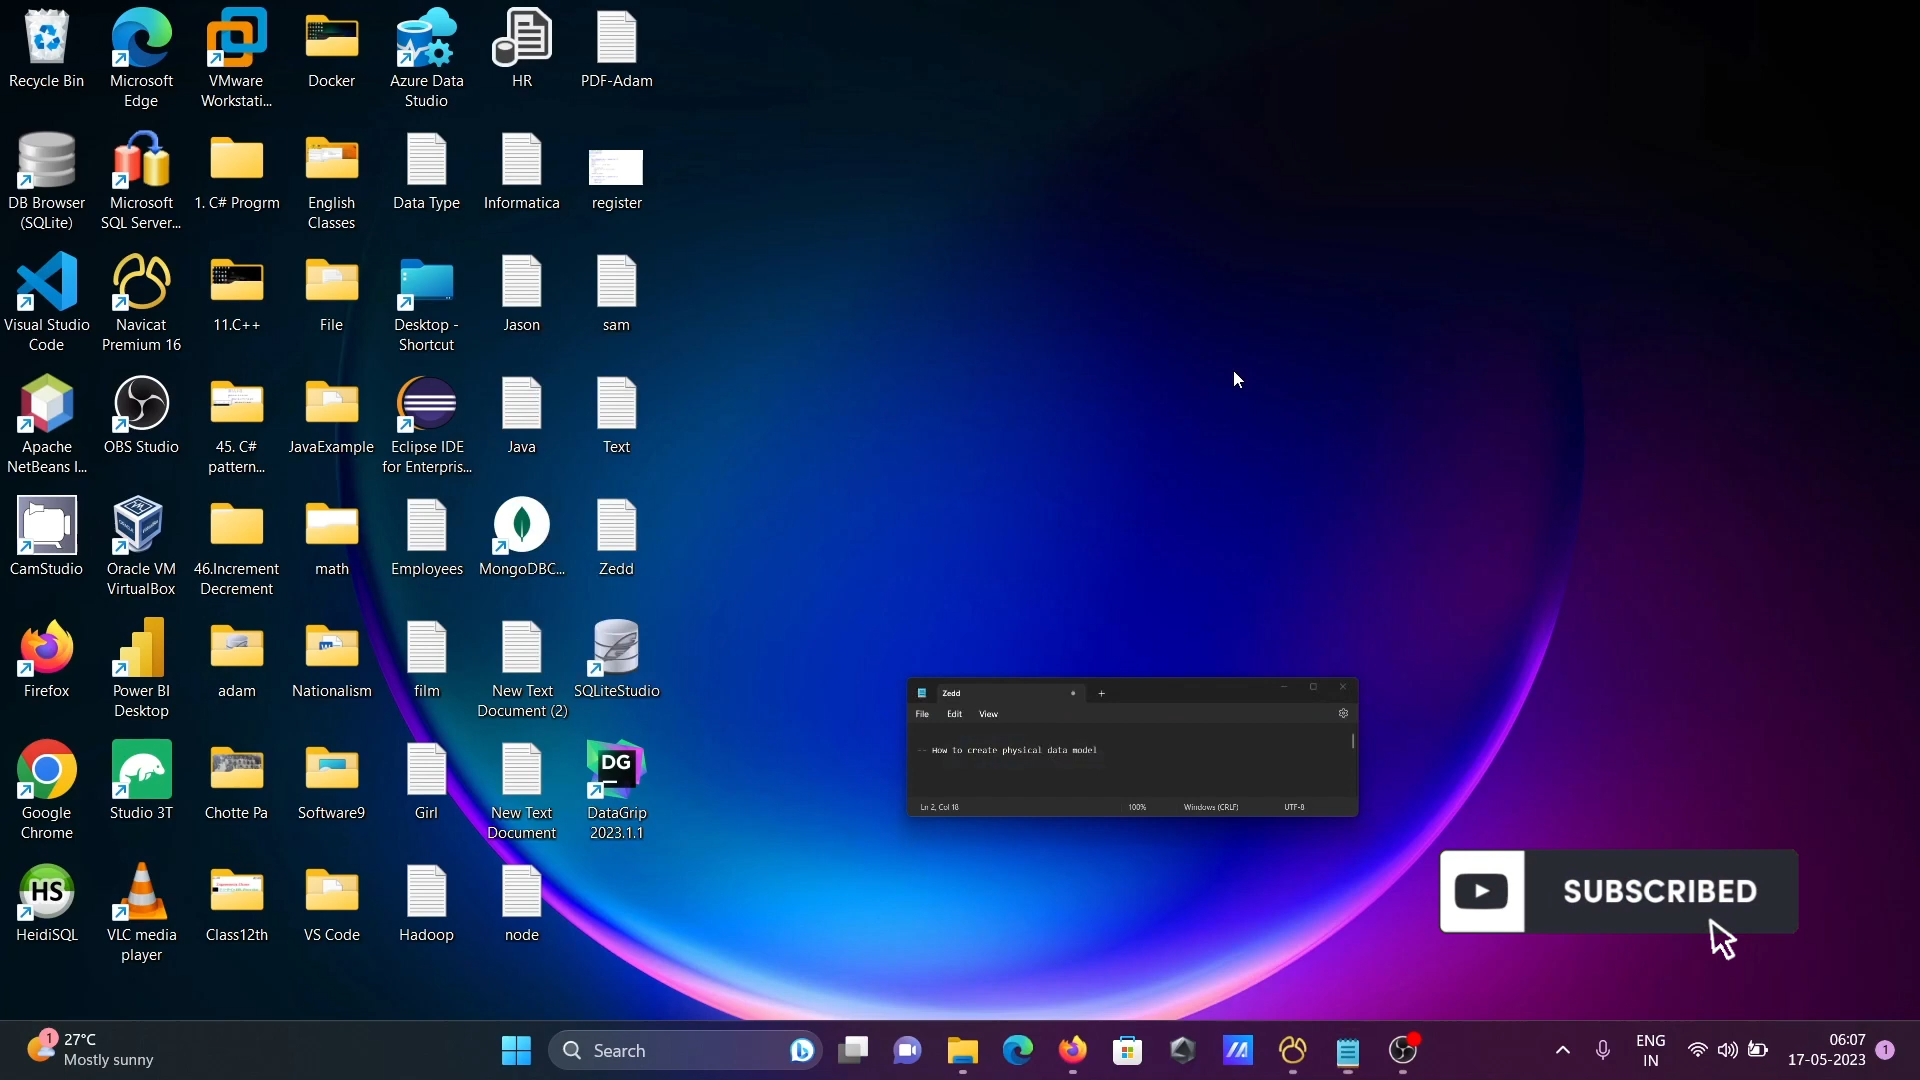 Recycle Bin
Microsoft
Edge
VMware
Workstati...
Docker
Azure Data
Studio
HR
PDF-Adam
DB Browser
(SQLite)
Microsoft
SQL Server...
1. C# Progrm
English
Classes
Data Type
Informatica
register
Visual Studio
Code
Navicat
Premium 16
11.C++
File
Desktop -
Shortcut
Jason
sam
Apache
NetBeans I...
OBS Studio
45. C#
pattern...
JavaExample
Eclipse IDE
for Enterpris...
Java
Text
CamStudio
Oracle VM
VirtualBox
46.Increment
Decrement
math
Employees
MongoDBC...
Zedd
Firefox
Power BI
Desktop
adam
Nationalism
film
New Text
Document (2)
SQLiteStudio
Google
Chrome
Studio 3T
Chotte Pa
Software9
Girl
New Text
Document
DG
DataGrip
2023.1.1
HS
HeidiSQL
VLC media
player
Class12th
VS Code
Hadoop
node
Zedd
File Edit View
-- How to create physical data model
Ln 2, Col 18 100% Windows (CRLF) UTF-8
SUBSCRIBED
1
27°C
Mostly sunny
Search
ENG
IN
06:07
17-05-2023
1